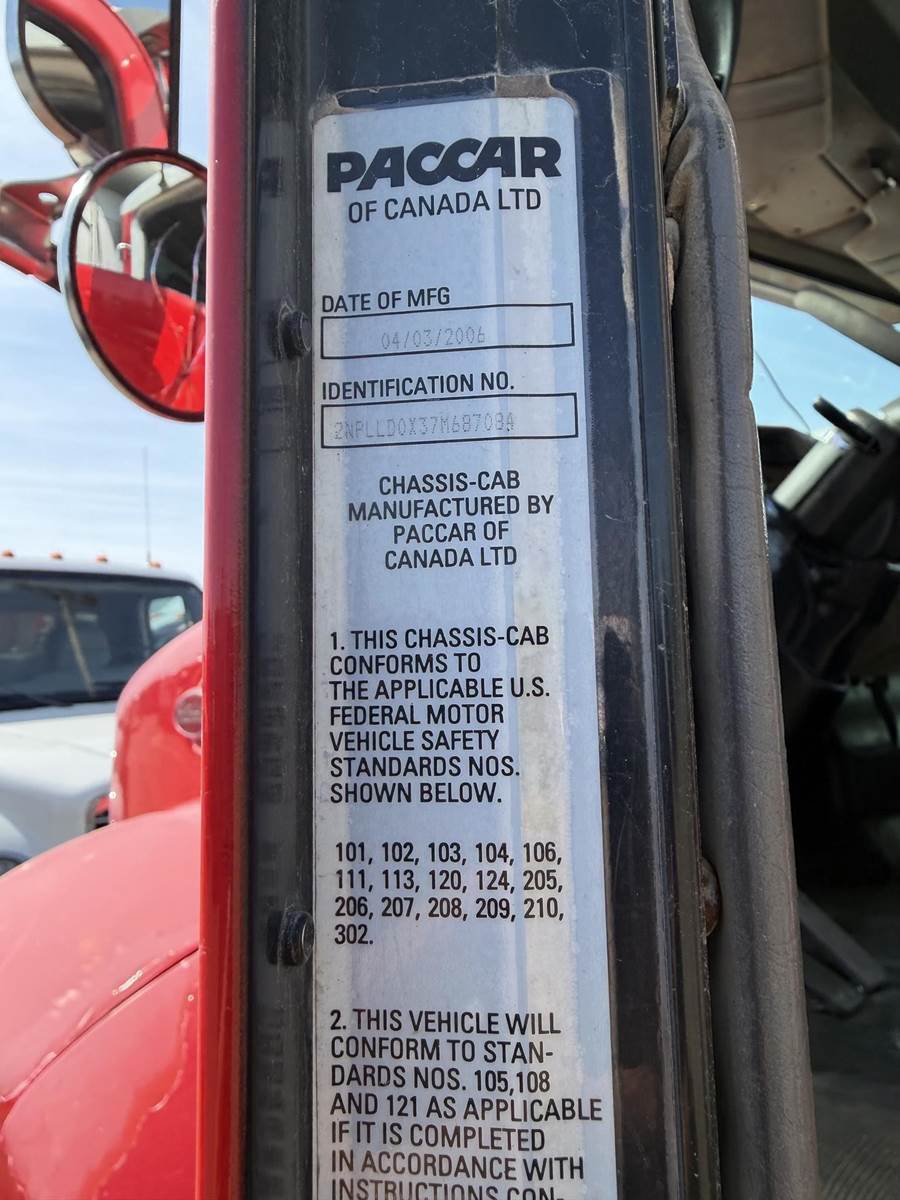 PACCAR
OF CANADA LTD
DATE OF MFG
04/03/2006
IDENTIFICATION NO.
2NPLLD0X37M687084
CHASSIS-CAB
MANUFACTURED BY
PACCAR OF
CANADA LTD
1. THIS CHASSIS-CAB
CONFORMS TO
THE APPLICABLE U.S.
FEDERAL MOTOR
VEHICLE SAFETY
STANDARDS NOS.
SHOWN BELOW.
101, 102, 103, 104, 106,
111, 113, 120, 124, 205,
206, 207, 208, 209, 210,
302.
2. THIS VEHICLE WILL
CONFORM TO STAN-
DARDS NOS. 105,108
AND 121 AS APPLICABLE
IF IT IS COMPLETED
IN ACCORDANCE WITH
INSTRUCTIONS CON-